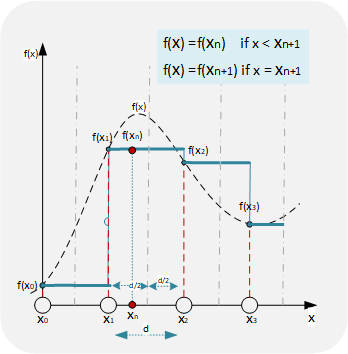 f(x) = f(xn) if x < xn+1
f(x) = f(xn+1) if x = xn+1
f(x)
f(x)
f(x1)
f(xn)
f(x2)
f(x3)
f(x0)
d/2
d/2
x0
x1
xn
x2
x3
x
d